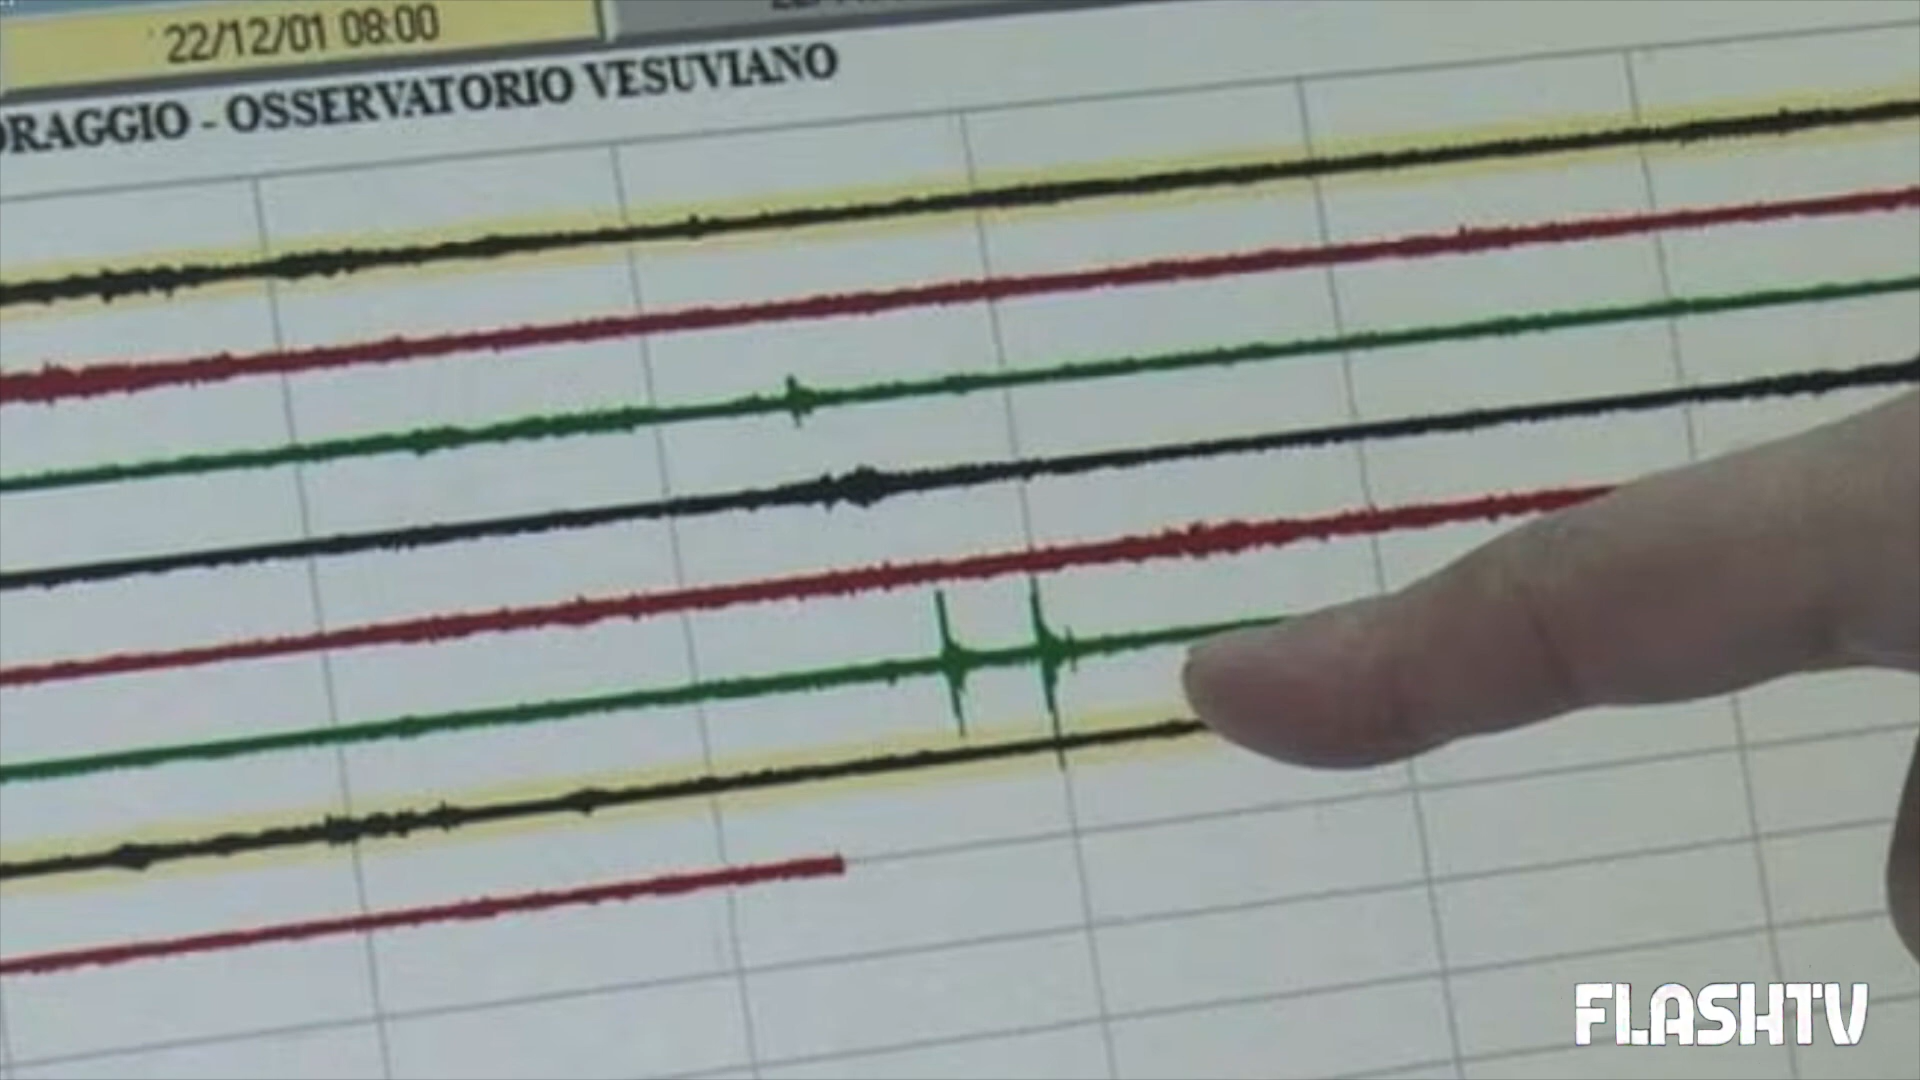 22/12/01 08:00
ORAGGIO - OSSERVATORIO VESUVIANO
FLASHTV